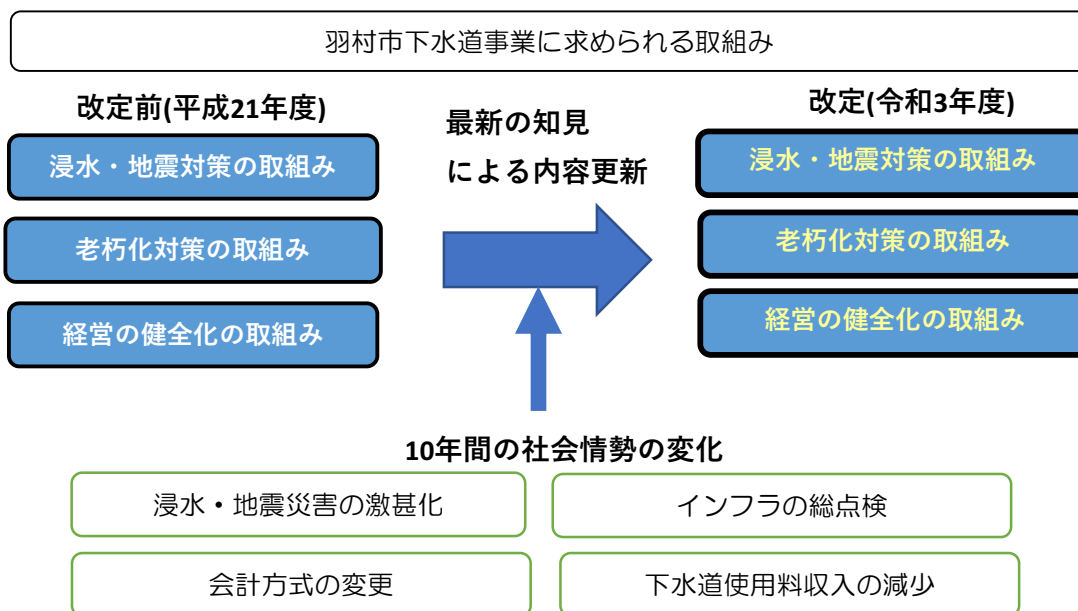 羽村市下水道事業に求められる取組み
改定前(平成21年度)
浸水・地震対策の取組み
老朽化対策の取組み
経営の健全化の取組み
最新の知見
による内容更新
改定(令和3年度)
浸水・地震対策の取組み
老朽化対策の取組み
経営の健全化の取組み
10年間の社会情勢の変化
浸水・地震災害の激甚化
インフラの総点検
会計方式の変更
下水道使用料収入の減少